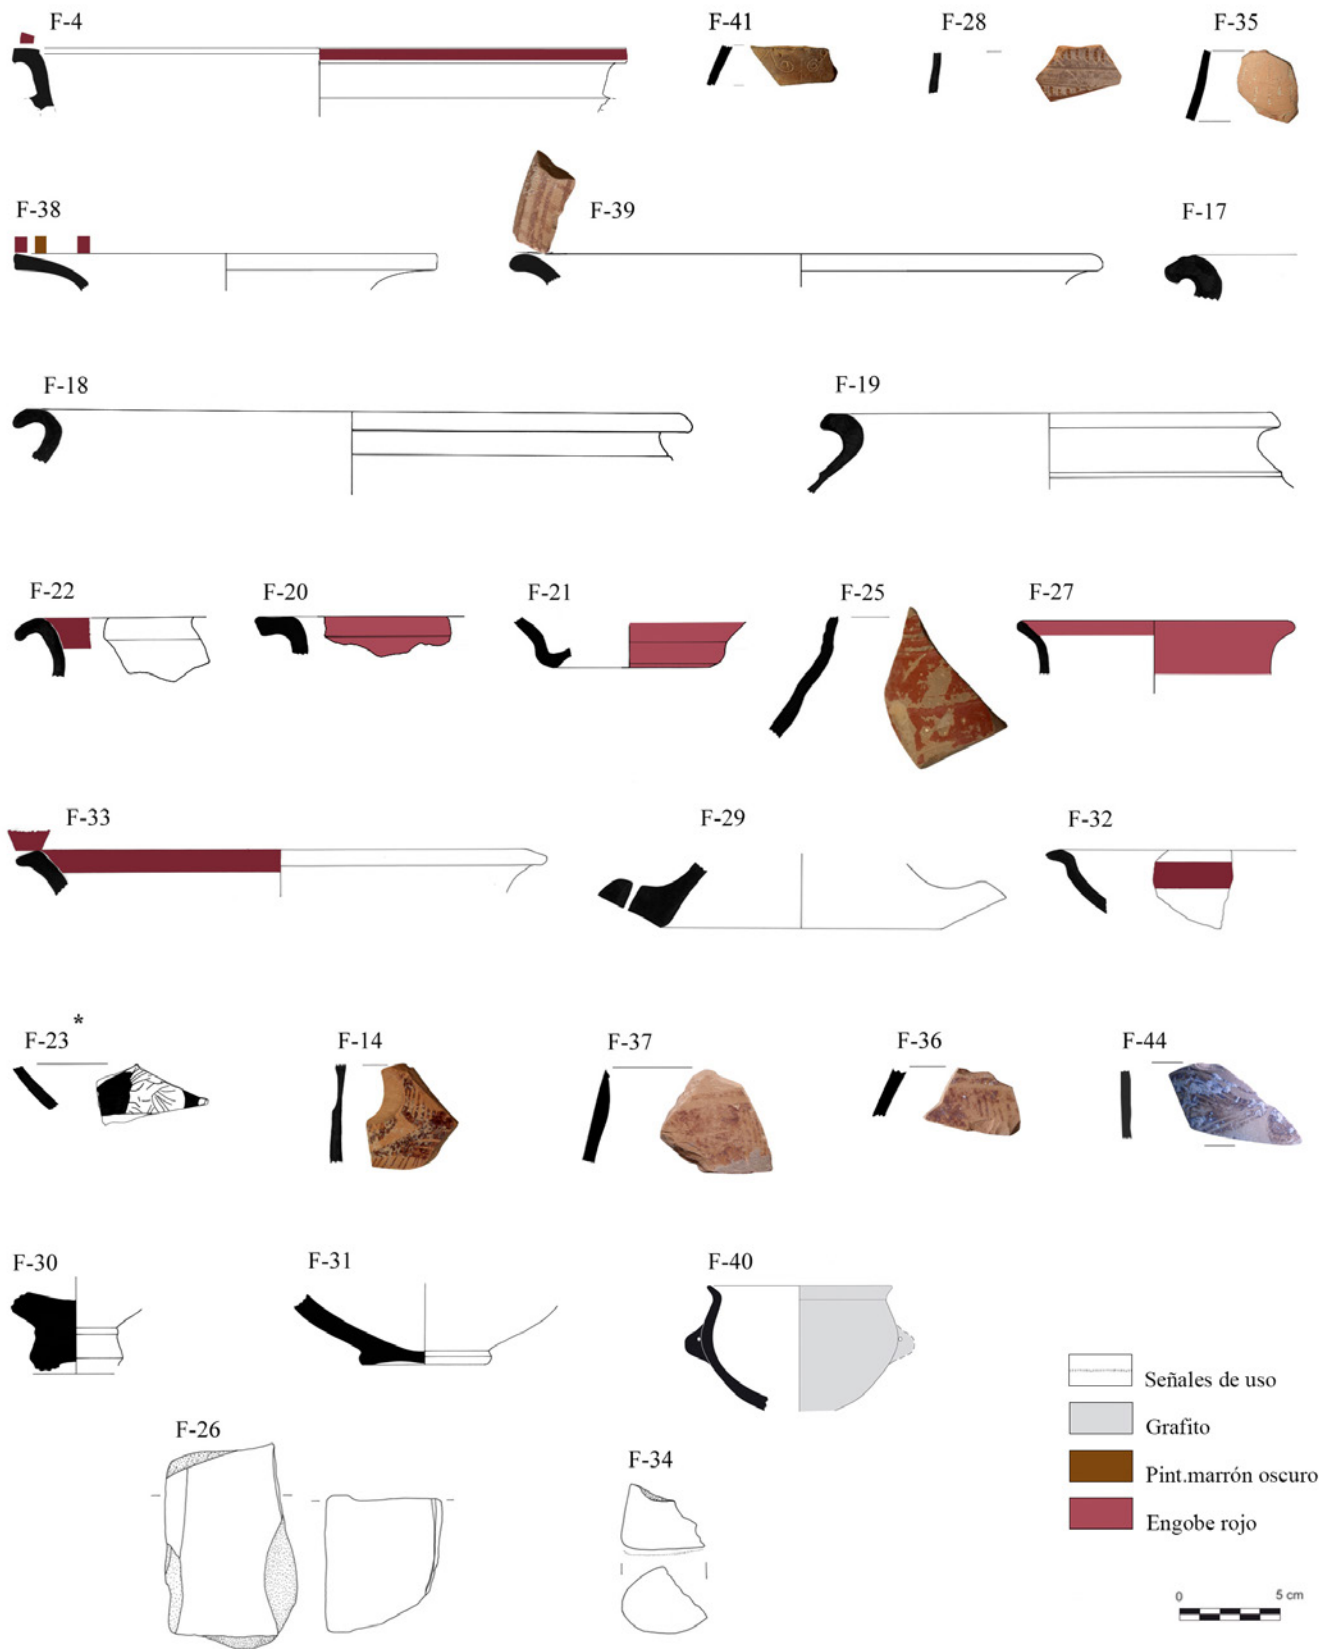 F-4
F-41
F-28
F-35
F-38
F-39
F-17
F-18
F-19
F-22
F-20
F-21
F-25
F-27
F-33
F-29
F-32
F-23 *
F-14
F-37
F-36
F-44
F-30
F-31
F-40
F-26
F-34
Señales de uso
Grafito
Pint.marrón oscuro
Engobe rojo
0 5 cm